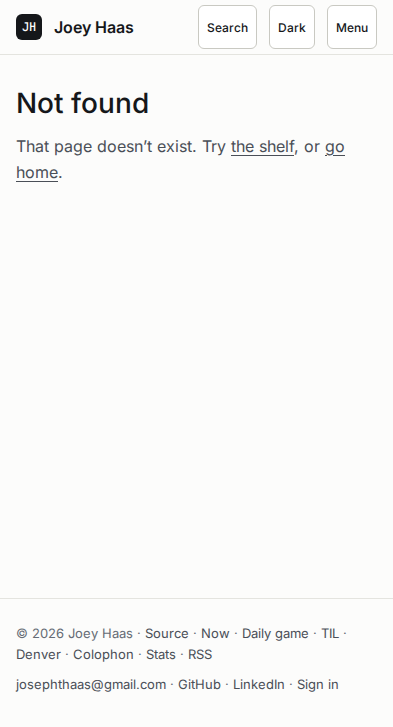 JH Joey Haas Search Dark Menu
Not found
That page doesn’t exist. Try the shelf, or go
home.
© 2026 Joey Haas · Source · Now · Daily game · TIL ·
Denver · Colophon · Stats · RSS
josephthaas@gmail.com · GitHub · LinkedIn · Sign in